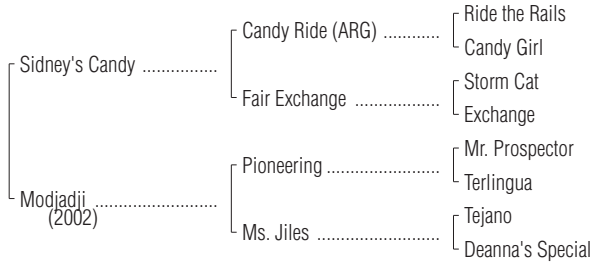 Ride the Rails
Candy Ride (ARG) ............
Candy Girl
Sidney's Candy ................
Storm Cat
Fair Exchange ..................
Exchange
Mr. Prospector
Pioneering ........................
Terlingua
Modjadji ..........................
(2002)
Tejano
Ms. Jiles ..........................
Deanna's Special